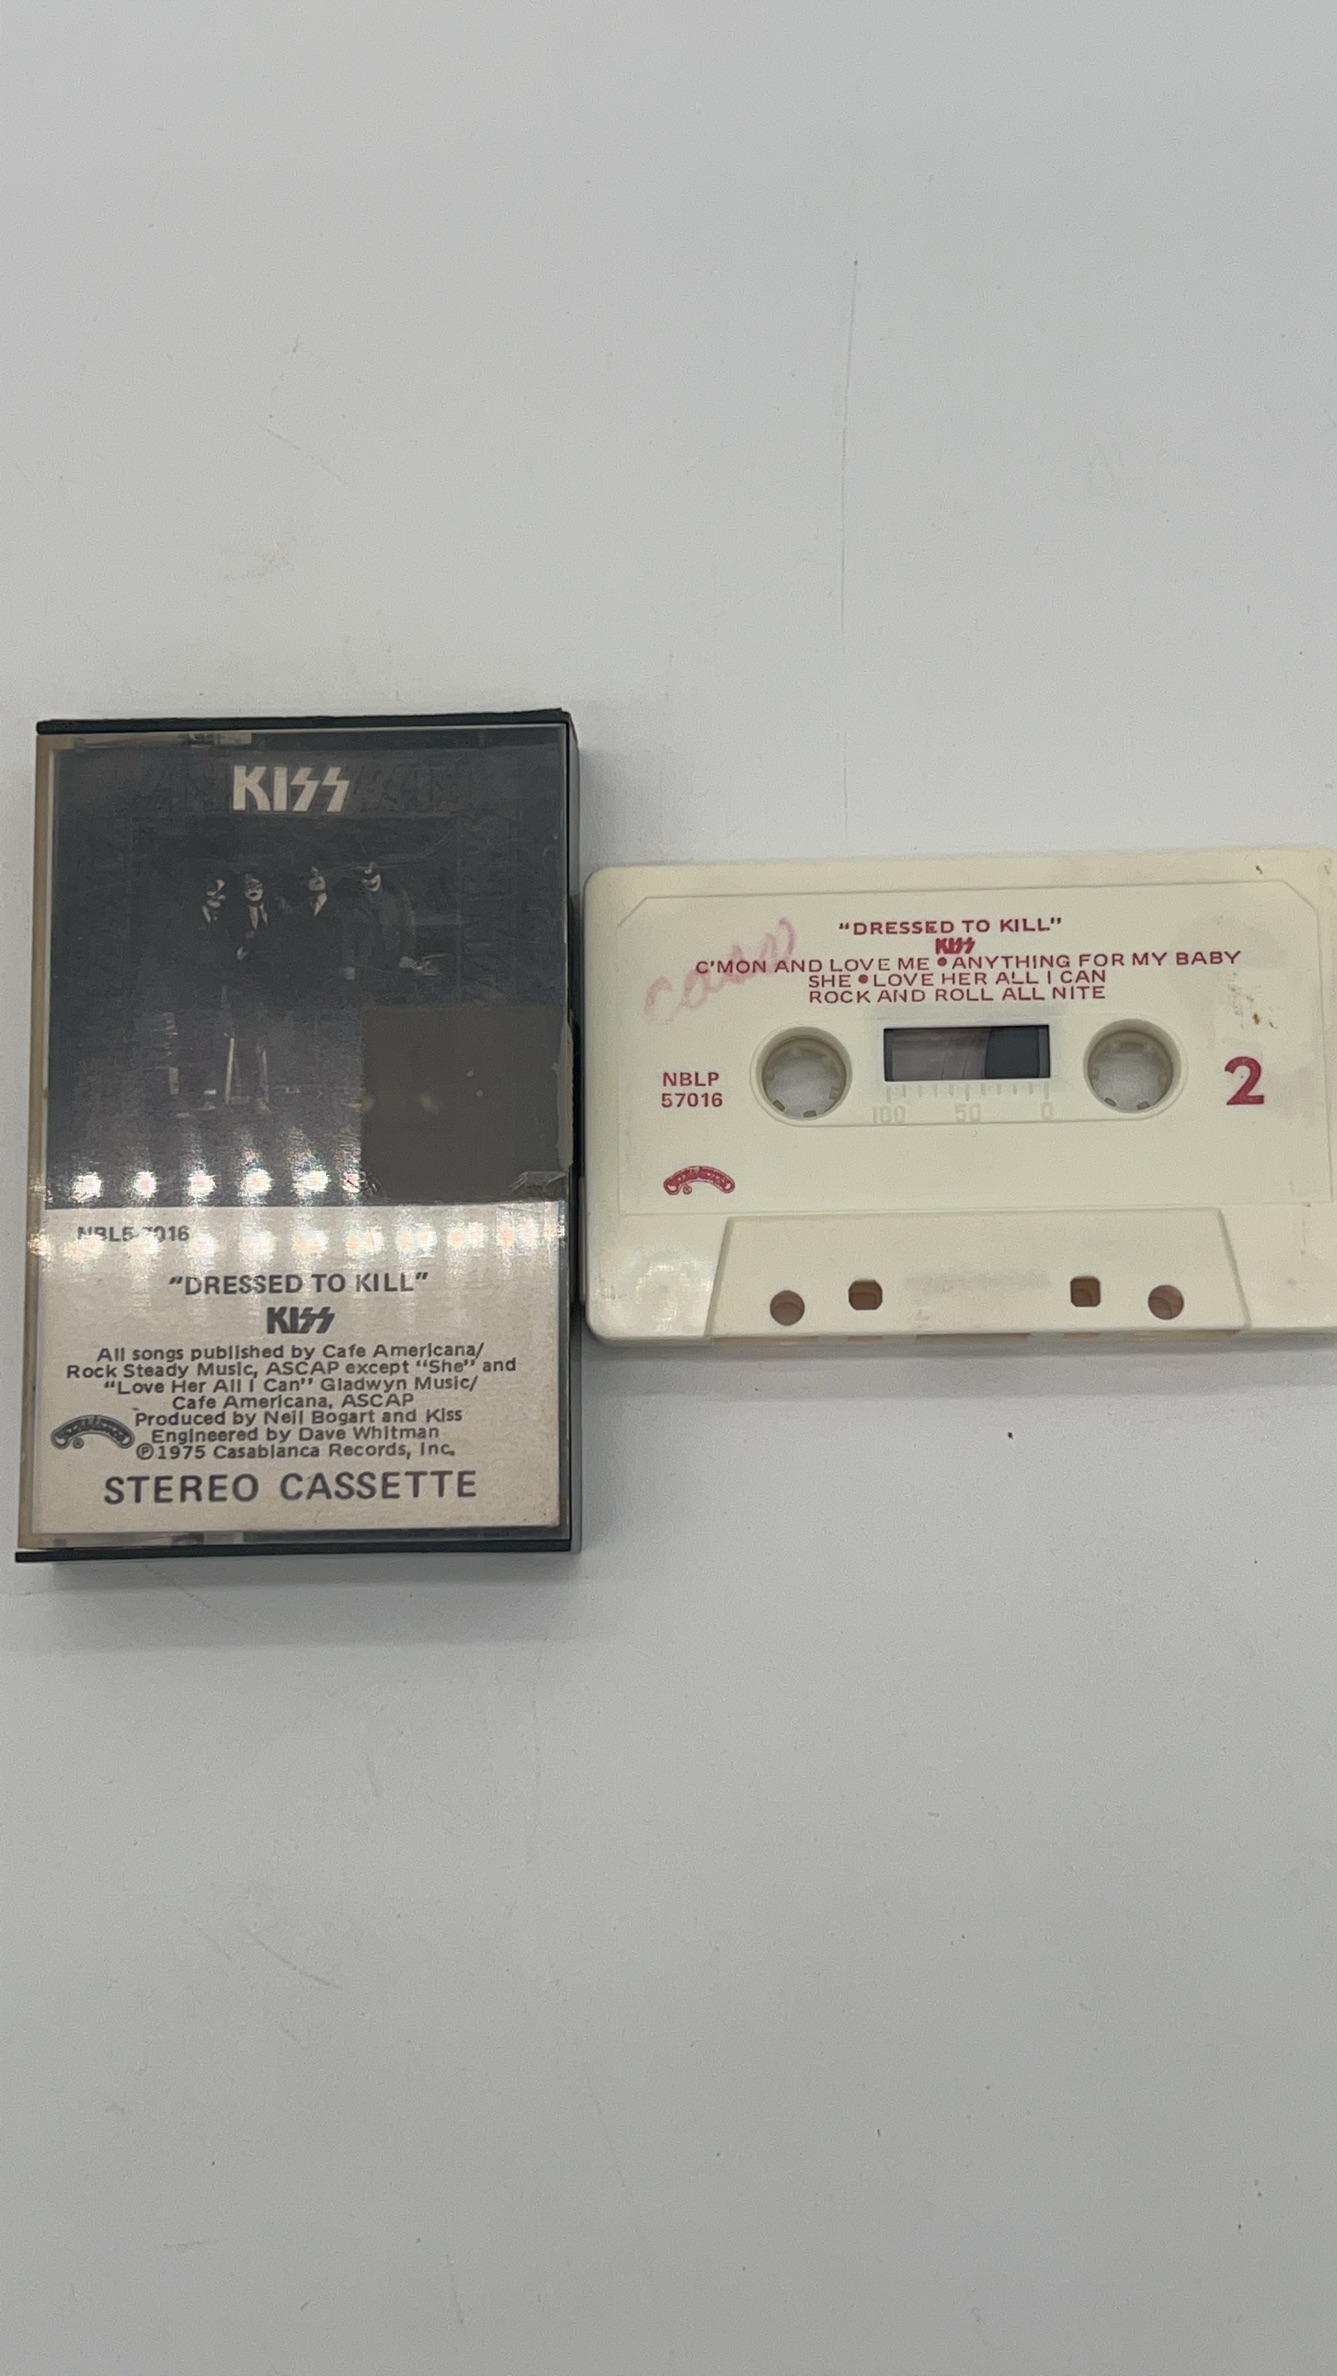 KISS
NBL5 7016
"DRESSED TO KILL"
KISS
All songs published by Cafe Americana/
Rock Steady Music, ASCAP except "She" and
"Love Her All I Can" Gladwyn Music/
Cafe Americana, ASCAP
Produced by Neil Bogart and Kiss
Engineered by Dave Whitman
℗1975 Casablanca Records, Inc.
STEREO CASSETTE
"DRESSED TO KILL"
KISS
C'MON AND LOVE ME • ANYTHING FOR MY BABY
SHE • LOVE HER ALL I CAN
ROCK AND ROLL ALL NITE
NBLP
57016
100 50 0
2